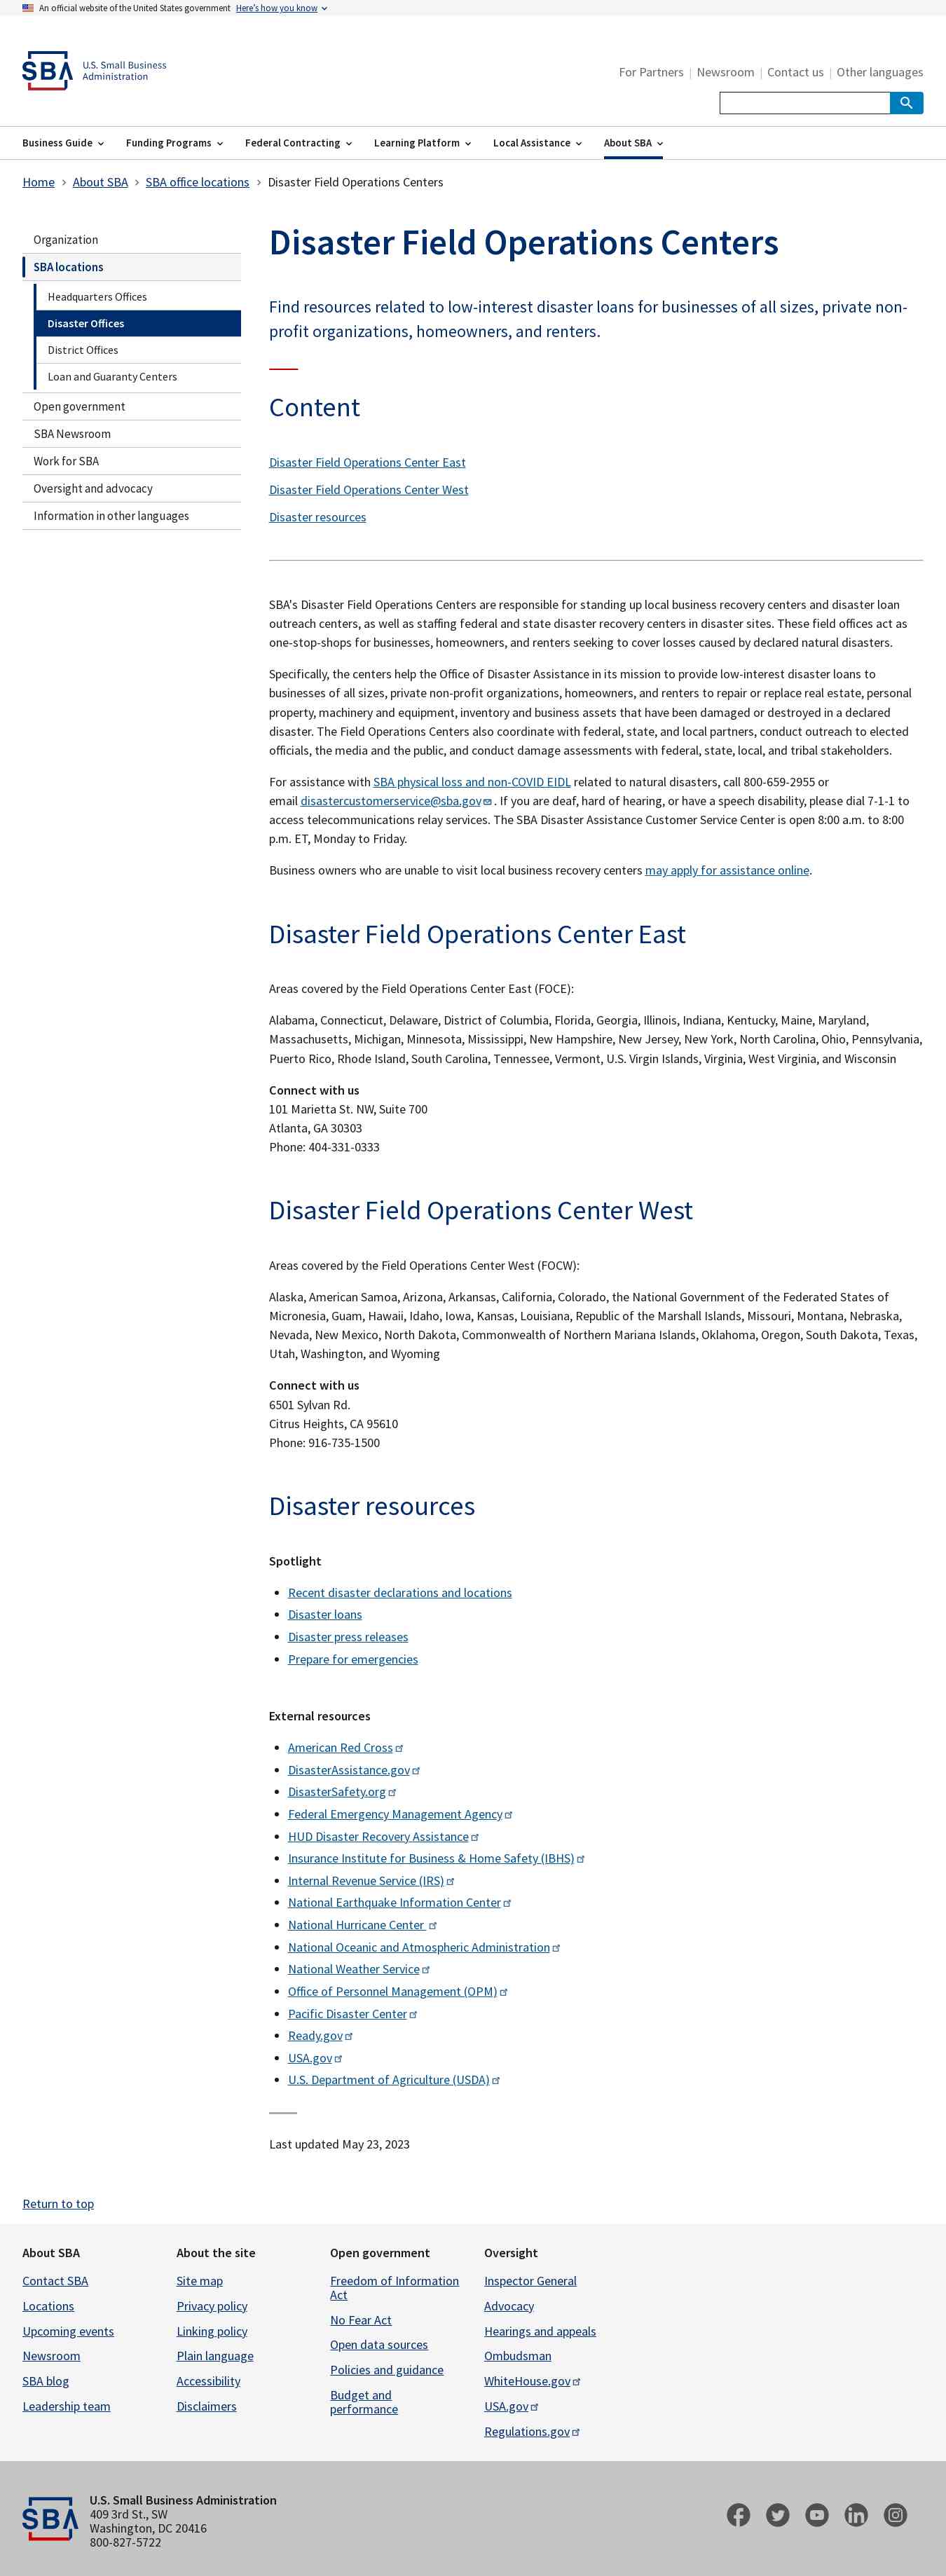 An official website of the United States government Here's how you know
SBA U.S. Small Business
Administration
For Partners | Newsroom | Contact us | Other languages
Business Guide Funding Programs Federal Contracting Learning Platform Local Assistance About SBA
Home > About SBA > SBA office locations > Disaster Field Operations Centers
Organization
SBA locations
Headquarters Offices
Disaster Offices
District Offices
Loan and Guaranty Centers
Open government
SBA Newsroom
Work for SBA
Oversight and advocacy
Information in other languages
Disaster Field Operations Centers
Find resources related to low-interest disaster loans for businesses of all sizes, private non-
profit organizations, homeowners, and renters.
Content
Disaster Field Operations Center East
Disaster Field Operations Center West
Disaster resources
SBA's Disaster Field Operations Centers are responsible for standing up local business recovery centers and disaster loan
outreach centers, as well as staffing federal and state disaster recovery centers in disaster sites. These field offices act as
one-stop-shops for businesses, homeowners, and renters seeking to cover losses caused by declared natural disasters.
Specifically, the centers help the Office of Disaster Assistance in its mission to provide low-interest disaster loans to
businesses of all sizes, private non-profit organizations, homeowners, and renters to repair or replace real estate, personal
property, machinery and equipment, inventory and business assets that have been damaged or destroyed in a declared
disaster. The Field Operations Centers also coordinate with federal, state, and local partners, conduct outreach to elected
officials, the media and the public, and conduct damage assessments with federal, state, local, and tribal stakeholders.
For assistance with SBA physical loss and non-COVID EIDL related to natural disasters, call 800-659-2955 or
email disastercustomerservice@sba.gov . If you are deaf, hard of hearing, or have a speech disability, please dial 7-1-1 to
access telecommunications relay services. The SBA Disaster Assistance Customer Service Center is open 8:00 a.m. to 8:00
p.m. ET, Monday to Friday.
Business owners who are unable to visit local business recovery centers may apply for assistance online.
Disaster Field Operations Center East
Areas covered by the Field Operations Center East (FOCE):
Alabama, Connecticut, Delaware, District of Columbia, Florida, Georgia, Illinois, Indiana, Kentucky, Maine, Maryland,
Massachusetts, Michigan, Minnesota, Mississippi, New Hampshire, New Jersey, New York, North Carolina, Ohio, Pennsylvania,
Puerto Rico, Rhode Island, South Carolina, Tennessee, Vermont, U.S. Virgin Islands, Virginia, West Virginia, and Wisconsin
Connect with us
101 Marietta St. NW, Suite 700
Atlanta, GA 30303
Phone: 404-331-0333
Disaster Field Operations Center West
Areas covered by the Field Operations Center West (FOCW):
Alaska, American Samoa, Arizona, Arkansas, California, Colorado, the National Government of the Federated States of
Micronesia, Guam, Hawaii, Idaho, Iowa, Kansas, Louisiana, Republic of the Marshall Islands, Missouri, Montana, Nebraska,
Nevada, New Mexico, North Dakota, Commonwealth of Northern Mariana Islands, Oklahoma, Oregon, South Dakota, Texas,
Utah, Washington, and Wyoming
Connect with us
6501 Sylvan Rd.
Citrus Heights, CA 95610
Phone: 916-735-1500
Disaster resources
Spotlight
Recent disaster declarations and locations
Disaster loans
Disaster press releases
Prepare for emergencies
External resources
American Red Cross
DisasterAssistance.gov
DisasterSafety.org
Federal Emergency Management Agency
HUD Disaster Recovery Assistance
Insurance Institute for Business & Home Safety (IBHS)
Internal Revenue Service (IRS)
National Earthquake Information Center
National Hurricane Center
National Oceanic and Atmospheric Administration
National Weather Service
Office of Personnel Management (OPM)
Pacific Disaster Center
Ready.gov
USA.gov
U.S. Department of Agriculture (USDA)
Last updated May 23, 2023
Return to top
About SBA
Contact SBA
Locations
Upcoming events
Newsroom
SBA blog
Leadership team
About the site
Site map
Privacy policy
Linking policy
Plain language
Accessibility
Disclaimers
Open government
Freedom of Information
Act
No Fear Act
Open data sources
Policies and guidance
Budget and
performance
Oversight
Inspector General
Advocacy
Hearings and appeals
Ombudsman
WhiteHouse.gov
USA.gov
Regulations.gov
SBA
U.S. Small Business Administration
409 3rd St., SW
Washington, DC 20416
800-827-5722